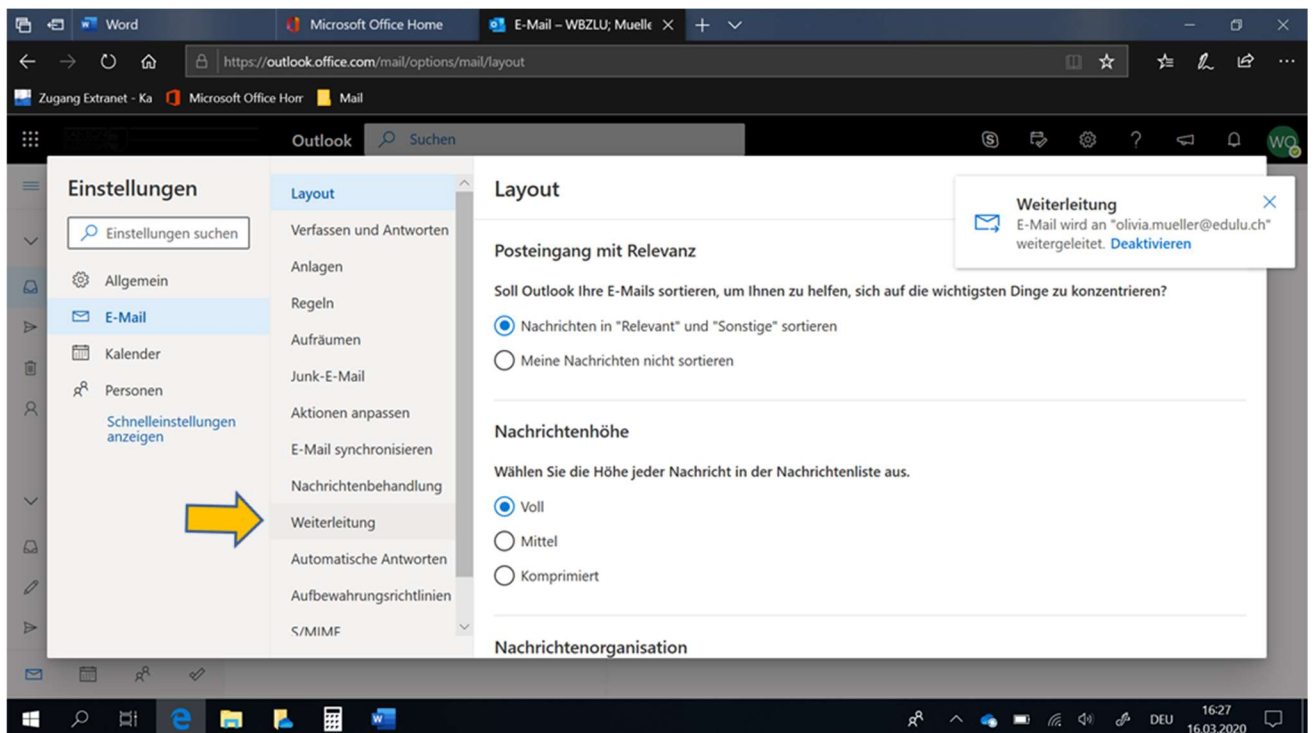 Word
Microsoft Office Home
E-Mail – WBZLU; Muelle
https://outlook.office.com/mail/options/mail/layout
Zugang Extranet - Ka
Microsoft Office Hom
Mail
Outlook
Suchen
WO
Einstellungen
Einstellungen suchen
Allgemein
E-Mail
Kalender
Personen
Schnelleinstellungen
anzeigen
Layout
Verfassen und Antworten
Anlagen
Regeln
Aufräumen
Junk-E-Mail
Aktionen anpassen
E-Mail synchronisieren
Nachrichtenbehandlung
Weiterleitung
Automatische Antworten
Aufbewahrungsrichtlinien
S/MIME
Layout
Posteingang mit Relevanz
Soll Outlook Ihre E-Mails sortieren, um Ihnen zu helfen, sich auf die wichtigsten Dinge zu konzentrieren?
Nachrichten in "Relevant" und "Sonstige" sortieren
Meine Nachrichten nicht sortieren
Nachrichtenhöhe
Wählen Sie die Höhe jeder Nachricht in der Nachrichtenliste aus.
Voll
Mittel
Komprimiert
Nachrichtenorganisation
Weiterleitung
E-Mail wird an "olivia.mueller@edulu.ch"
weitergeleitet. Deaktivieren
DEU
16:27
16.03.2020